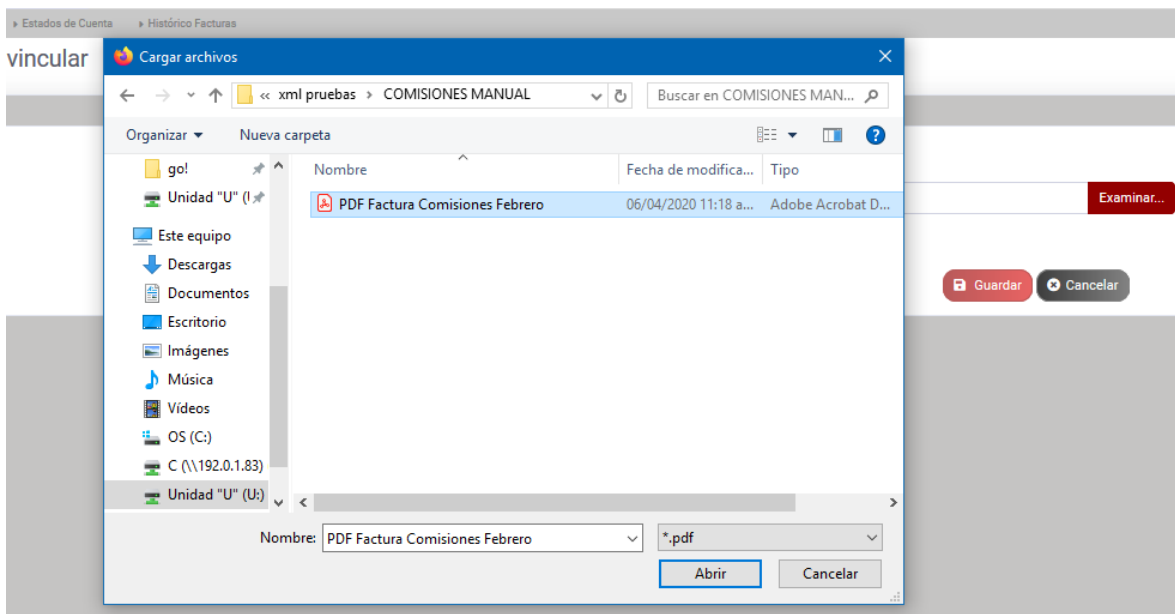 Estados de Cuenta Histórico Facturas
vincular
Cargar archivos
« xml pruebas > COMISIONES MANUAL
Buscar en COMISIONES MAN...
Organizar Nueva carpeta
go!
Unidad "U" (
Este equipo
Descargas
Documentos
Escritorio
Imágenes
Música
Vídeos
OS (C:)
C (\\192.0.1.83)
Unidad "U" (U:)
Nombre Fecha de modifica... Tipo
PDF Factura Comisiones Febrero 06/04/2020 11:18 a... Adobe Acrobat D...
Examinar...
Guardar Cancelar
Nombre: PDF Factura Comisiones Febrero *.pdf
Abrir Cancelar